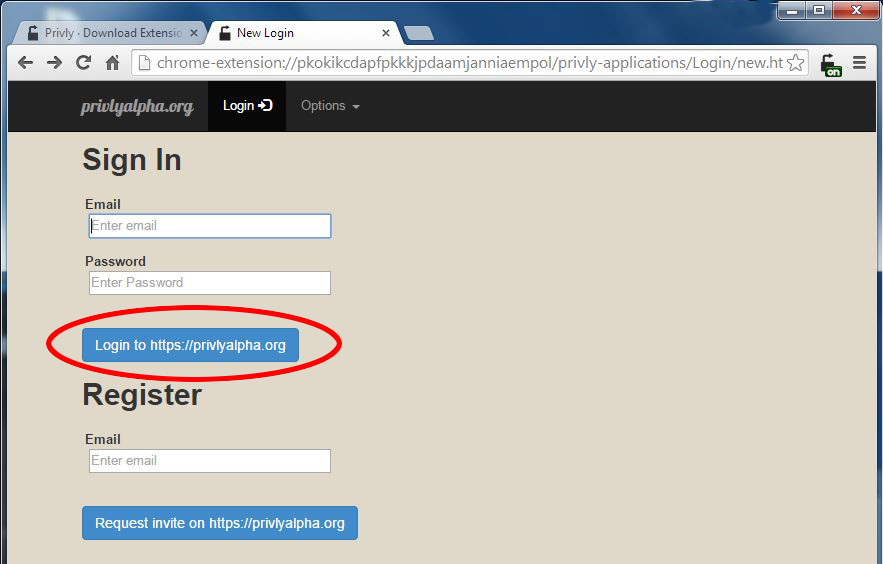 Privly · Download Extensio
New Login
chrome-extension://pkokikcdapfpkkkjpdaamjanniaempol/privly-applications/Login/new.ht
on
privlyalpha.org
Login
Options
Sign In
Email
Enter email
Password
Enter Password
Login to https://privlyalpha.org
Register
Email
Enter email
Request invite on https://privlyalpha.org